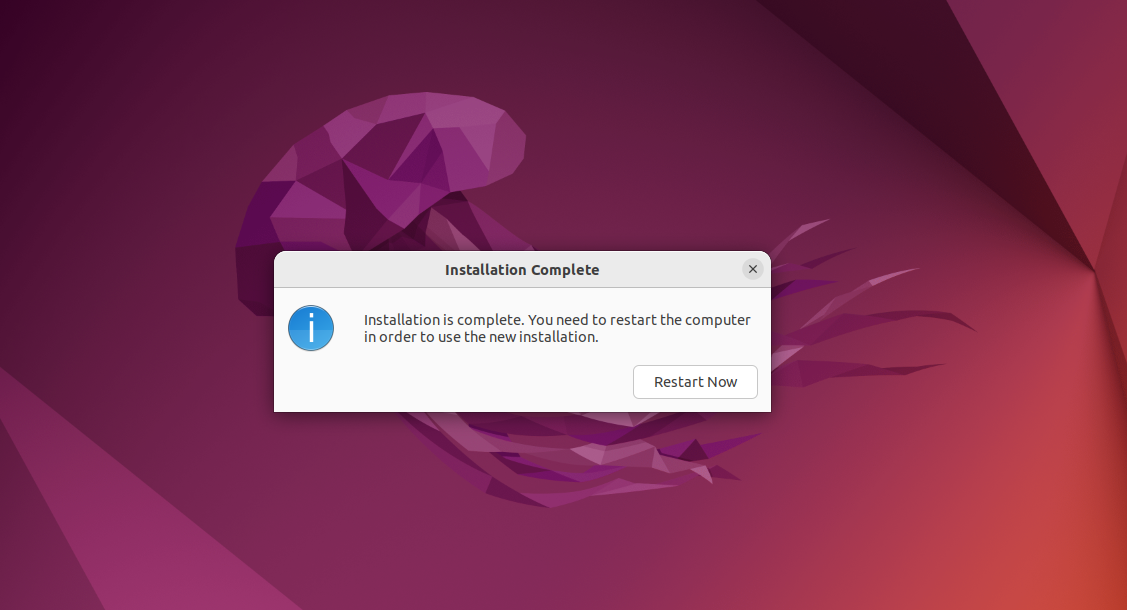 Installation Complete
Installation is complete. You need to restart the computer
in order to use the new installation.
Restart Now